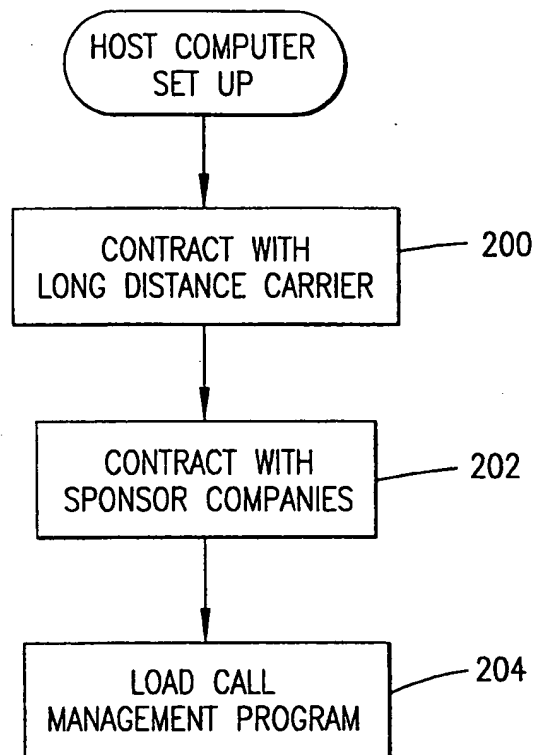 HOST COMPUTER
SET UP
CONTRACT WITH
LONG DISTANCE CARRIER
200
CONTRACT WITH
SPONSOR COMPANIES
202
LOAD CALL
MANAGEMENT PROGRAM
204